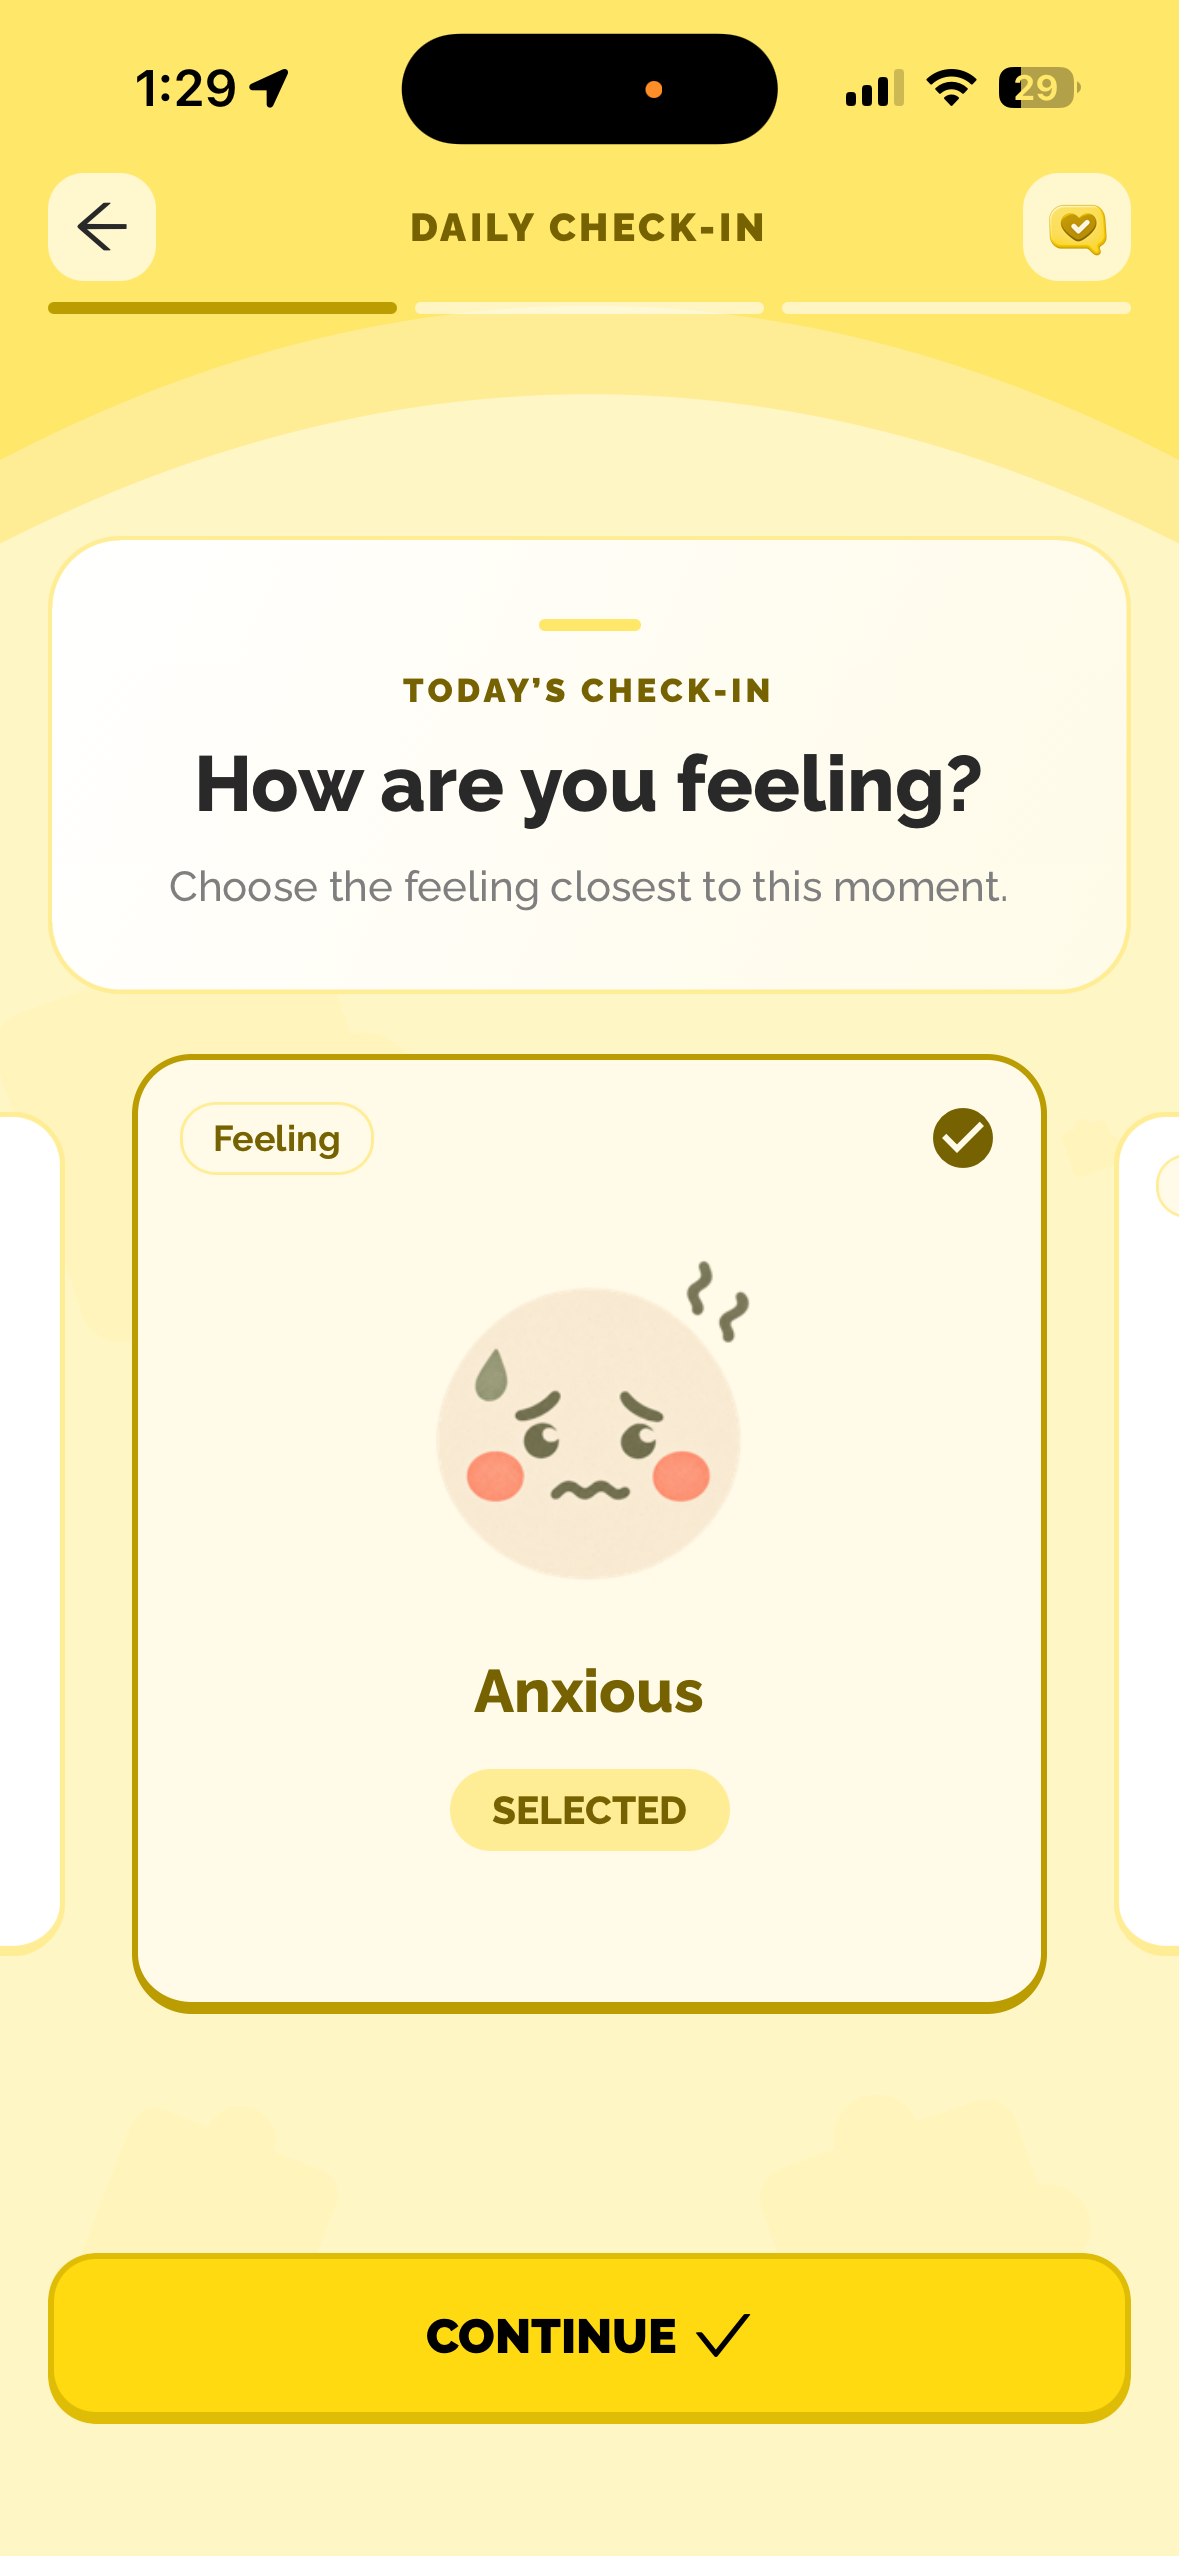 1:29
29
DAILY CHECK-IN
TODAY’S CHECK-IN
How are you feeling?
Choose the feeling closest to this moment.
Feeling
Anxious
SELECTED
CONTINUE